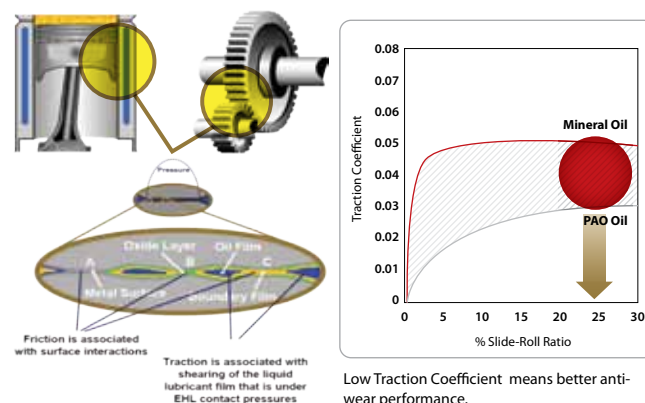 Pressure
Oxide Layer
Oil Film
A
B
C
Metal Surface
Boundary Film
Friction is associated
with surface interactions
Traction is associated with
shearing of the liquid
lubricant film that is under
EHL contact pressures
0.08
0.07
0.06
0.05
0.04
0.03
0.02
0.01
0
Traction Coefficient
Mineral Oil
PAO Oil
0 5 10 15 20 25 30
% Slide-Roll Ratio
Low Traction Coefficient means better anti-
wear performance.